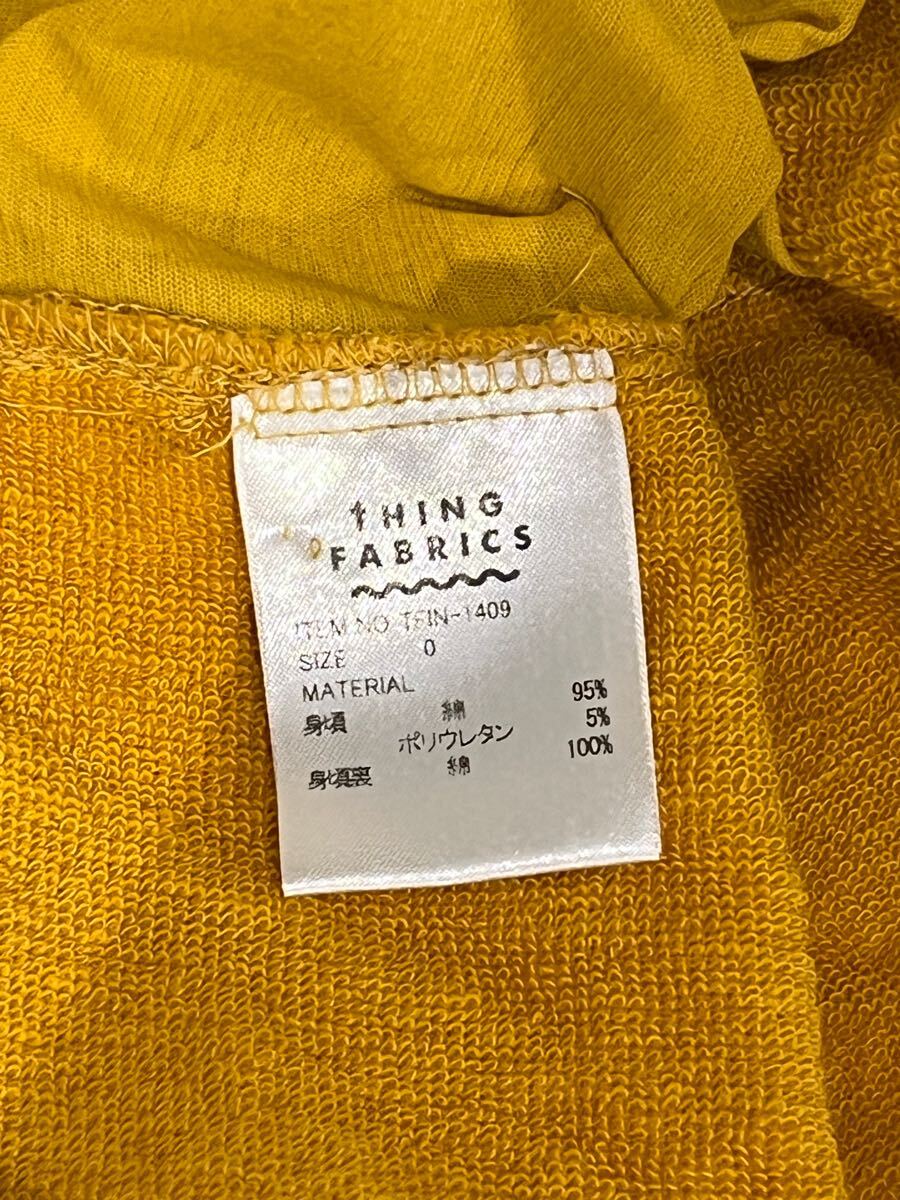 tHING
FABRICS
ITEM NO TFIN-1409
SIZE 0
MATERIAL
身頃 綿 95%
ポリウレタン 5%
身頃裏 綿 100%